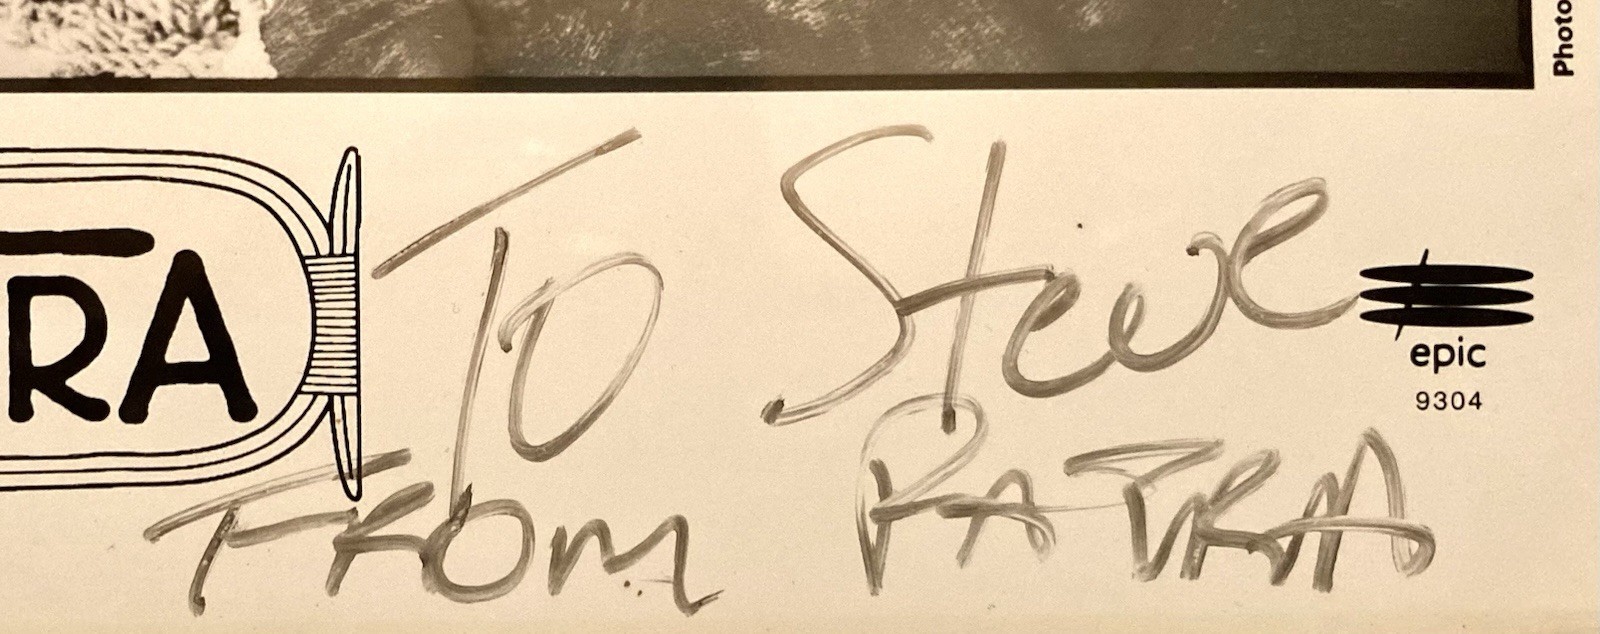 Photo
RA
To Steve
epic
9304
FROM PATRA